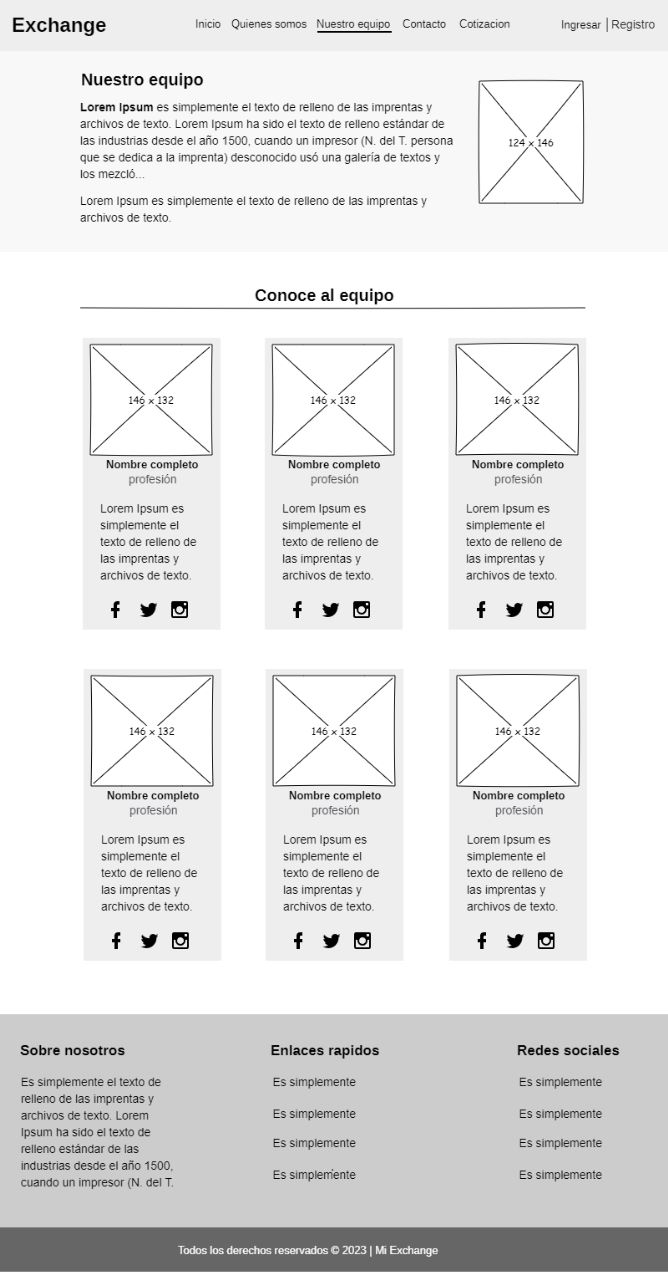 Exchange
Inicio Quienes somos Nuestro equipo Contacto Cotizacion
Ingresar | Registro
Nuestro equipo
Lorem Ipsum es simplemente el texto de relleno de las imprentas y
archivos de texto. Lorem Ipsum ha sido el texto de relleno estándar de
las industrias desde el año 1500, cuando un impresor (N. del T. persona
que se dedica a la imprenta) desconocido usó una galería de textos y
los mezcló...
Lorem Ipsum es simplemente el texto de relleno de las imprentas y
archivos de texto.
124 × 146
Conoce al equipo
146 × 132
Nombre completo
profesión
Lorem Ipsum es
simplemente el
texto de relleno de
las imprentas y
archivos de texto.
146 × 132
Nombre completo
profesión
Lorem Ipsum es
simplemente el
texto de relleno de
las imprentas y
archivos de texto.
146 × 132
Nombre completo
profesión
Lorem Ipsum es
simplemente el
texto de relleno de
las imprentas y
archivos de texto.
146 × 132
Nombre completo
profesión
Lorem Ipsum es
simplemente el
texto de relleno de
las imprentas y
archivos de texto.
146 × 132
Nombre completo
profesión
Lorem Ipsum es
simplemente el
texto de relleno de
las imprentas y
archivos de texto.
146 × 132
Nombre completo
profesión
Lorem Ipsum es
simplemente el
texto de relleno de
las imprentas y
archivos de texto.
Sobre nosotros
Es simplemente el texto de
relleno de las imprentas y
archivos de texto. Lorem
Ipsum ha sido el texto de
relleno estándar de las
industrias desde el año 1500,
cuando un impresor (N. del T.
Enlaces rapidos
Es simplemente
Es simplemente
Es simplemente
Es simplemente
Redes sociales
Es simplemente
Es simplemente
Es simplemente
Es simplemente
Todos los derechos reservados © 2023 | Mi Exchange